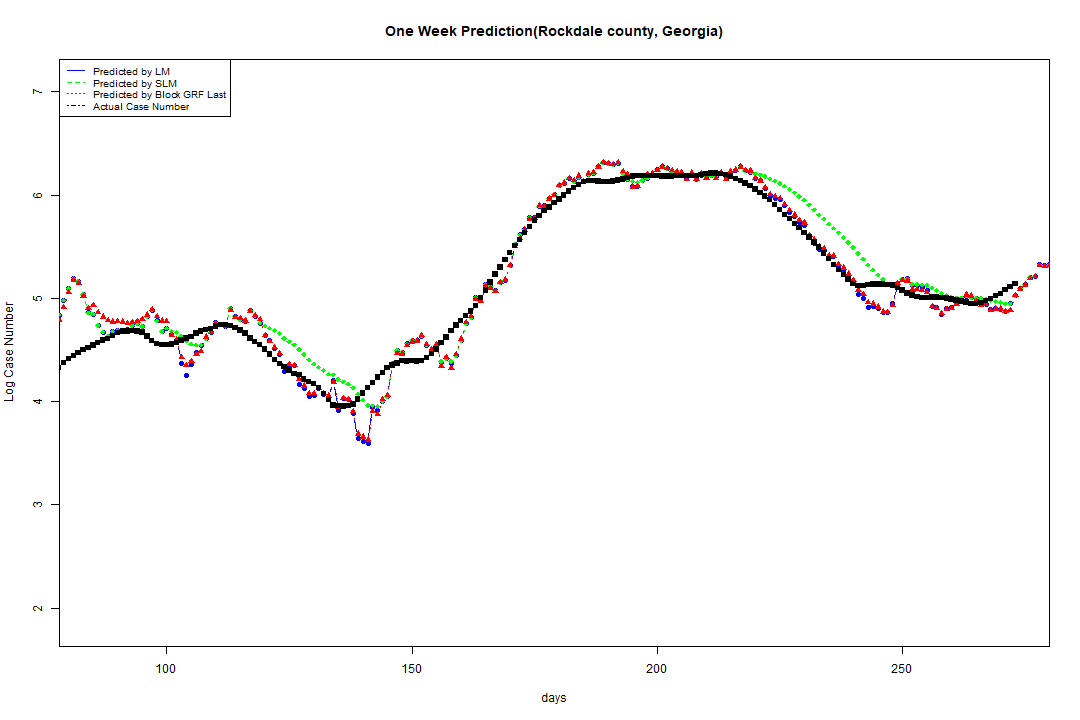 One Week Prediction(Rockdale county, Georgia)
Predicted by LM
Predicted by SLM
Predicted by Block GRF Last
Actual Case Number
7
6
5
4
3
2
Log Case Number
100 150 200 250
days